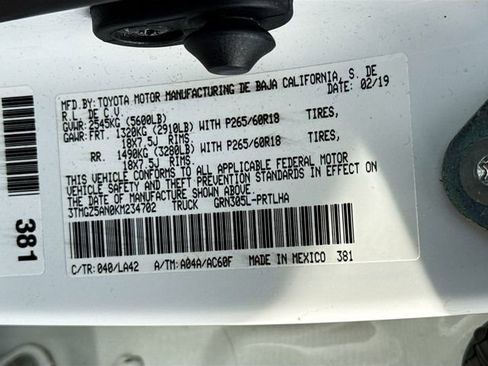 MFD.BY:TOYOTA MOTOR MANUFACTURING DE BAJA CALIFORNIA, S. DE
R.L. DE C.V. DATE: 02/19
GVWR:2545KG (5600LB)
GAWR: FRT. 1320KG (2910LB) WITH P265/60R18 TIRES,
18X7.5J RIMS
RR. 1490KG (3280LB) WITH P265/60R18 TIRES,
18X7.5J RIMS.
THIS VEHICLE CONFORMS TO ALL APPLICABLE FEDERAL MOTOR
VEHICLE SAFETY AND THEFT PREVENTION STANDARDS IN EFFECT ON
THE DATE OF MANUFACTURE SHOWN ABOVE.
3TMGZ5AN0KM234702 TRUCK GRN305L-PRTLHA
C/TR: 040/LA42 A/TM: A04A/AC60F MADE IN MEXICO 381
381